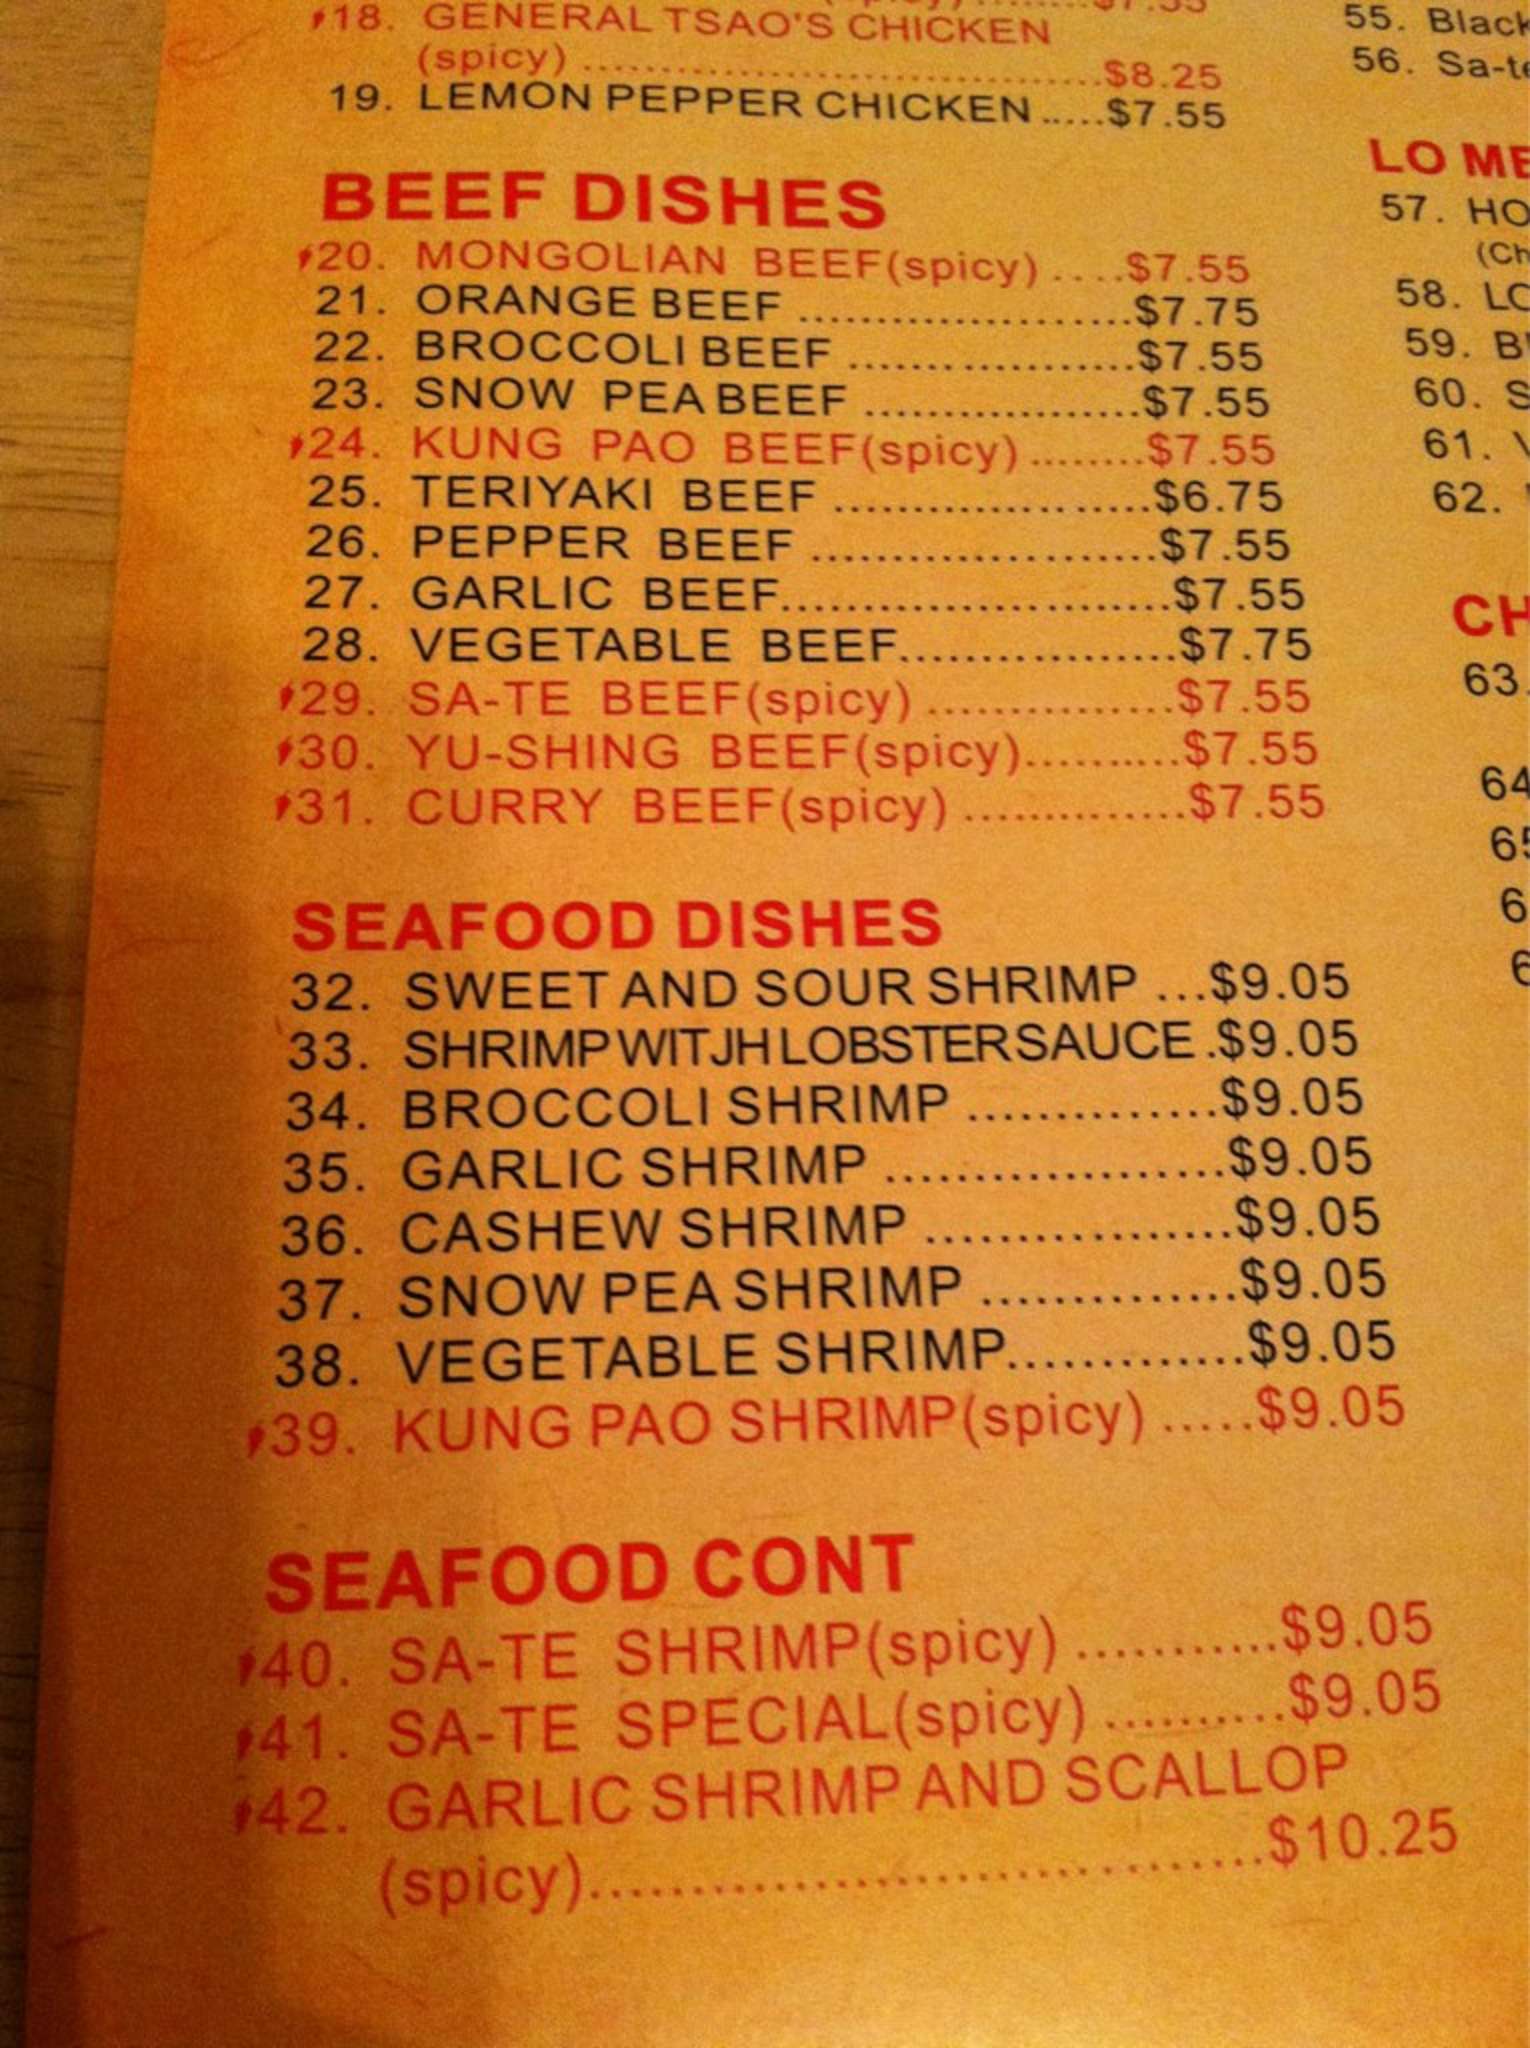 18. GENERAL TSAO'S CHICKEN
(spicy) ..................................$8.25
19. LEMON PEPPER CHICKEN .....$7.55
BEEF DISHES
20. MONGOLIAN BEEF(spicy) ....$7.55
21. ORANGE BEEF ......................$7.75
22. BROCCOLI BEEF ...................$7.55
23. SNOW PEA BEEF ..................$7.55
24. KUNG PAO BEEF(spicy) ........$7.55
25. TERIYAKI BEEF .....................$6.75
26. PEPPER BEEF ......................$7.55
27. GARLIC BEEF.........................$7.55
28. VEGETABLE BEEF..................$7.75
29. SA-TE BEEF(spicy) ................$7.55
30. YU-SHING BEEF(spicy)..........$7.55
31. CURRY BEEF(spicy) ..............$7.55
SEAFOOD DISHES
32. SWEET AND SOUR SHRIMP ...$9.05
33. SHRIMP WITJH LOBSTER SAUCE .$9.05
34. BROCCOLI SHRIMP ..............$9.05
35. GARLIC SHRIMP ...................$9.05
36. CASHEW SHRIMP .................$9.05
37. SNOW PEA SHRIMP ..............$9.05
38. VEGETABLE SHRIMP.............$9.05
39. KUNG PAO SHRIMP(spicy) .....$9.05
SEAFOOD CONT
40. SA-TE SHRIMP(spicy) ...........$9.05
41. SA-TE SPECIAL(spicy) ..........$9.05
42. GARLIC SHRIMP AND SCALLOP
(spicy)....................................$10.25
55. Black
56. Sa-te
LO ME
57. HO
(Ch
58. LO
59. B
60. S
61.
62.
CH
63.
64
65
6
6